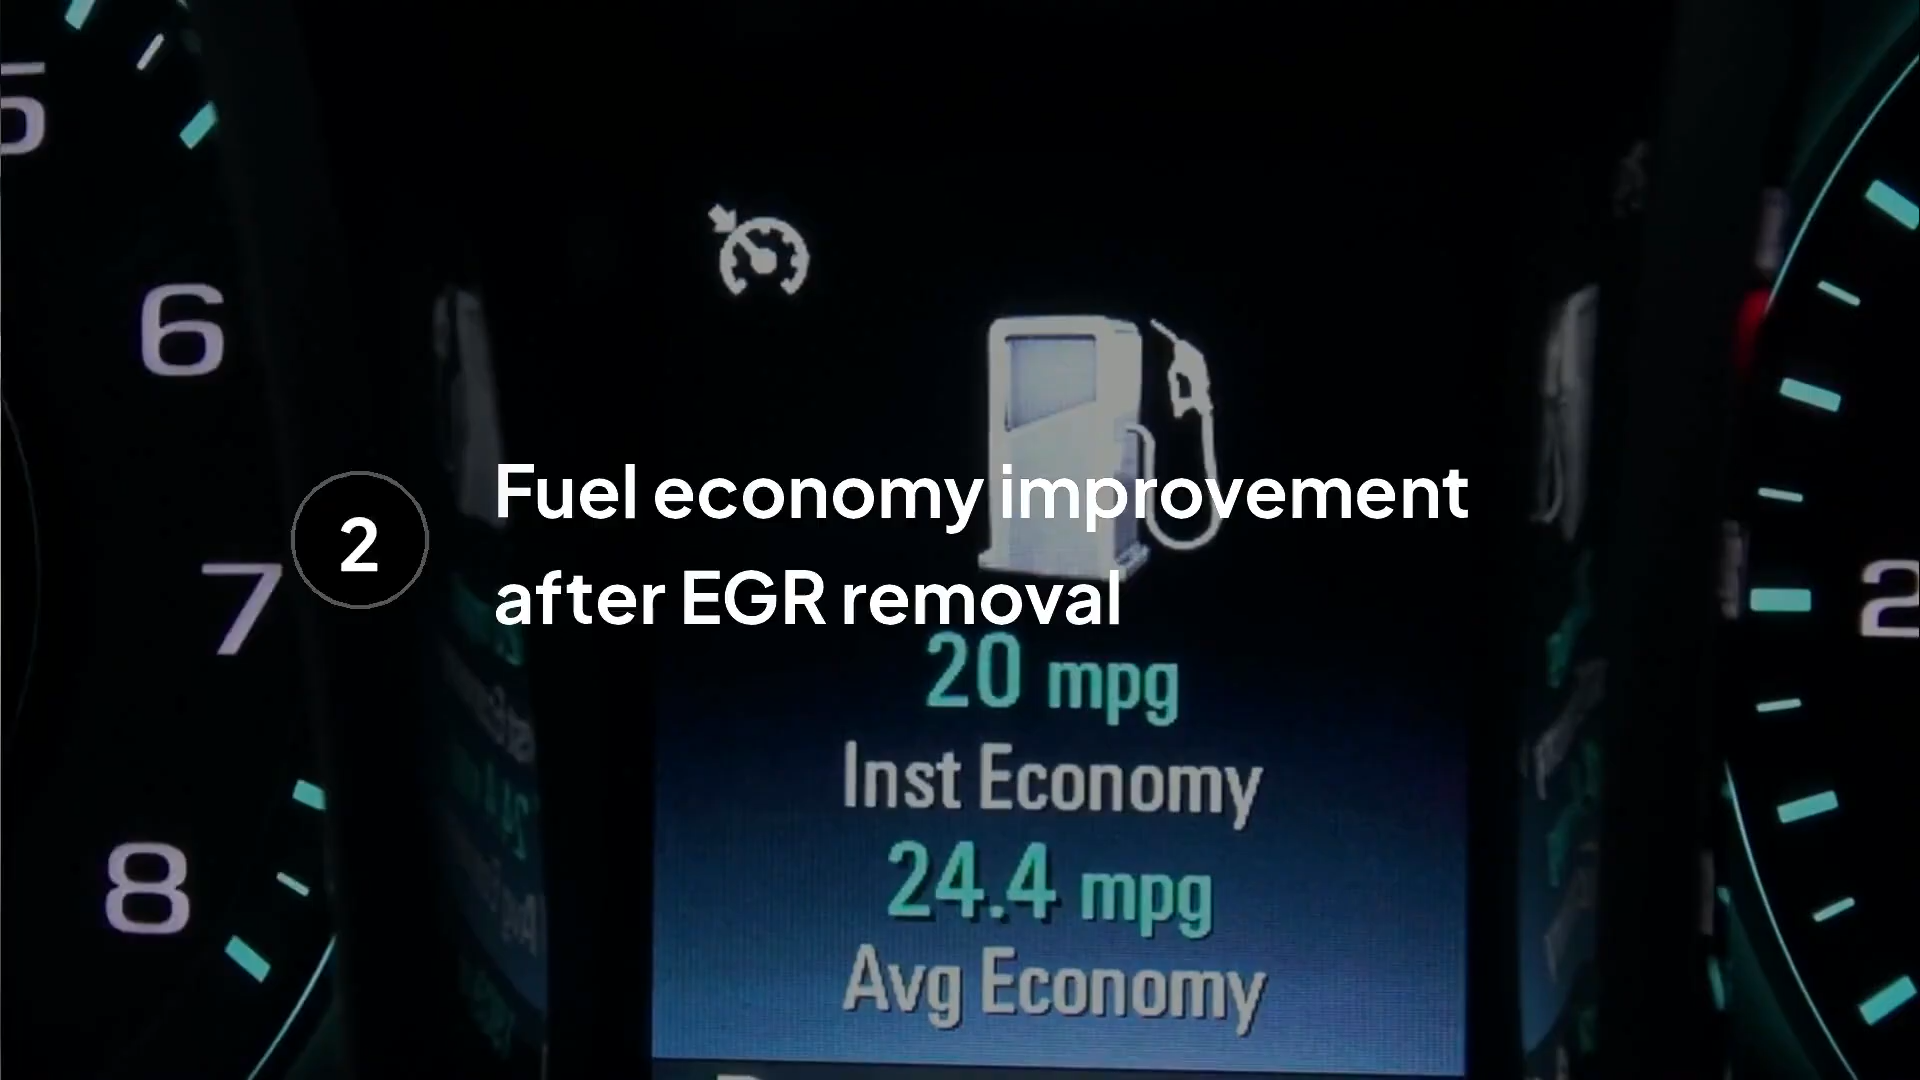 5
6
7
8
2
Fuel economy improvement
after EGR removal
20 mpg
Inst Economy
24.4 mpg
Avg Economy
2